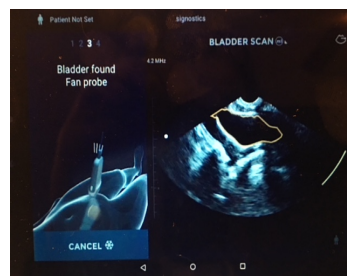 Patient Not Set
signostics
1 2 3 4
BLADDER SCAN
Bladder found
Fan probe
4.2 MHz
CANCEL